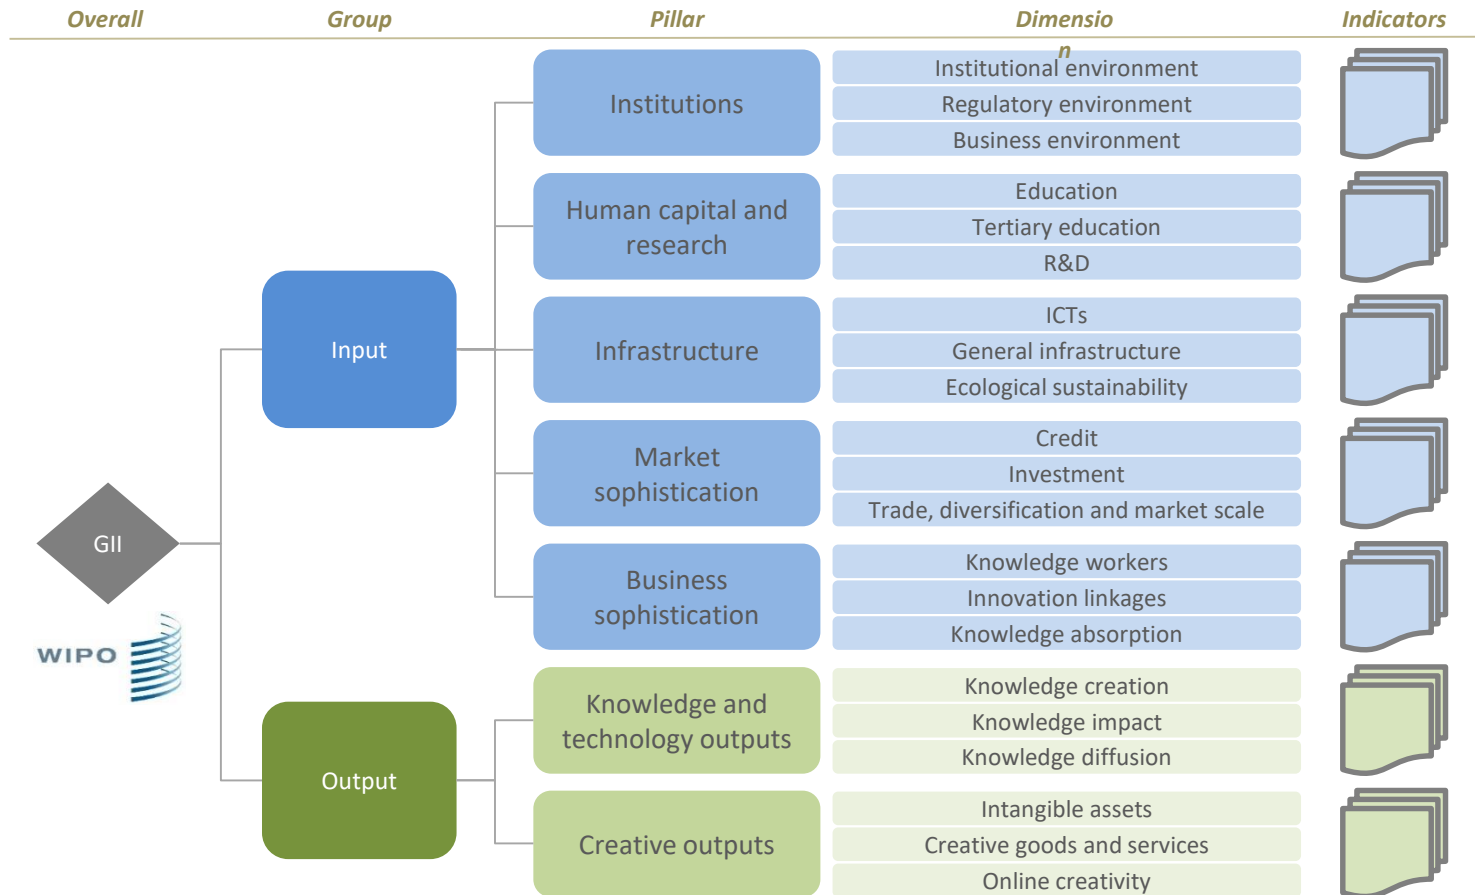 Overall
Group
Pillar
Dimensio
n
Indicators
Institutions
Institutional environment
Regulatory environment
Business environment
Human capital and
research
Education
Tertiary education
R&D
Input
Infrastructure
ICTs
General infrastructure
Ecological sustainability
Market
sophistication
Credit
Investment
Trade, diversification and market scale
GII
WIPO
Business
sophistication
Knowledge workers
Innovation linkages
Knowledge absorption
Output
Knowledge and
technology outputs
Knowledge creation
Knowledge impact
Knowledge diffusion
Creative outputs
Intangible assets
Creative goods and services
Online creativity